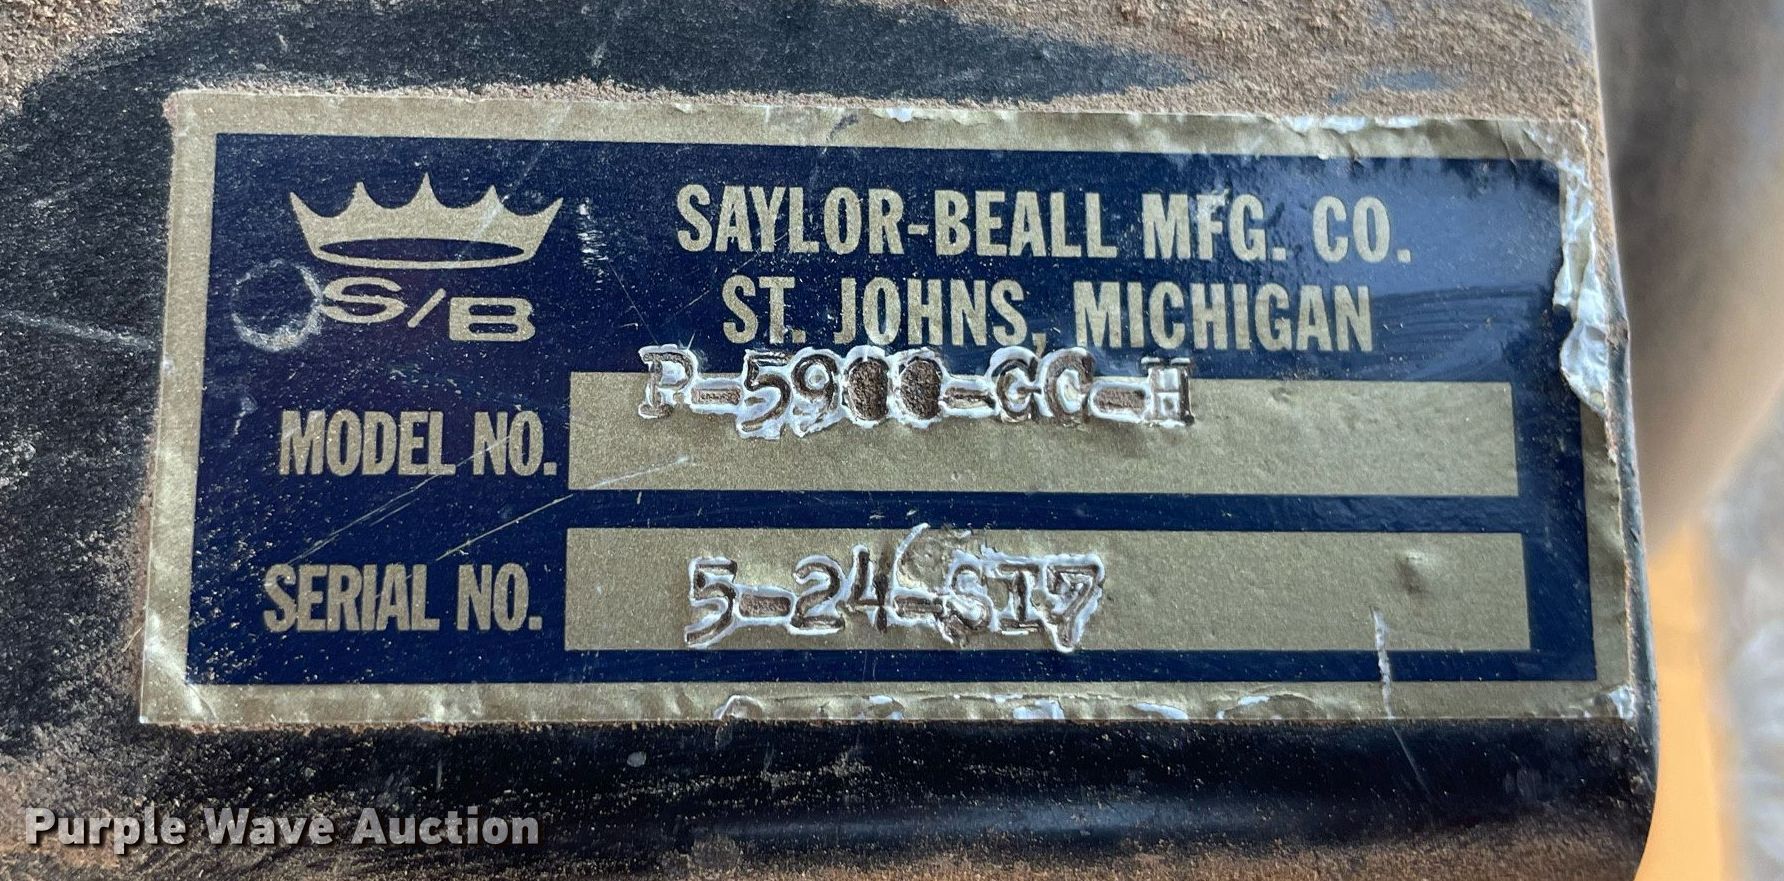 SAYLOR-BEALL MFG. CO.
S/B
ST. JOHNS, MICHIGAN
MODEL NO. P-5900-GC-H
SERIAL NO. 5-24-S17
Purple Wave Auction